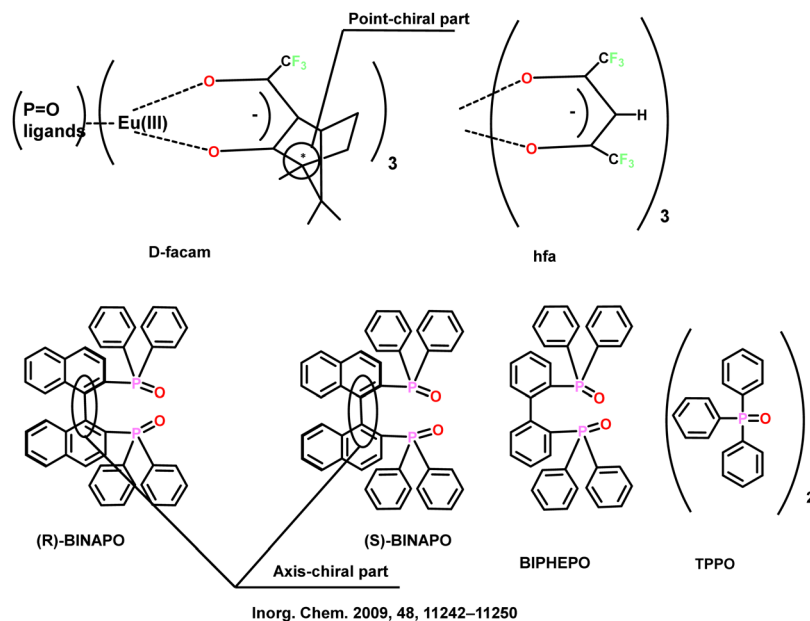 Point-chiral part
CF3
O
(P=O
ligands)
Eu(III)
-
O
*
3
D-facam
CF3
O
-
H
O
CF3
3
hfa
P
O
P
O
(R)-BINAPO
P
O
P
O
(S)-BINAPO
P
O
P
O
BIPHEPO
P
O
2
TPPO
Axis-chiral part
Inorg. Chem. 2009, 48, 11242–11250